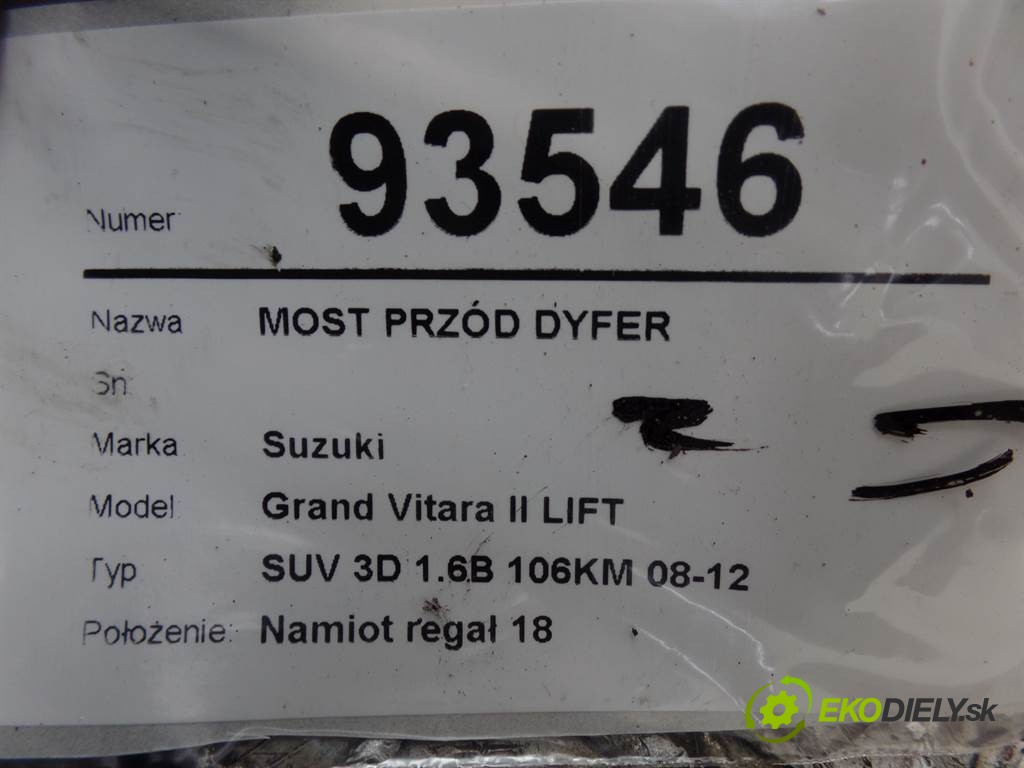 Numer 93546
Nazwa MOST PRZÓD DYFER
Sn
Marka Suzuki
Model Grand Vitara II LIFT
Typ SUV 3D 1.6B 106KM 08-12
Położenie: Namiot regał 18
EKODIELY.sk